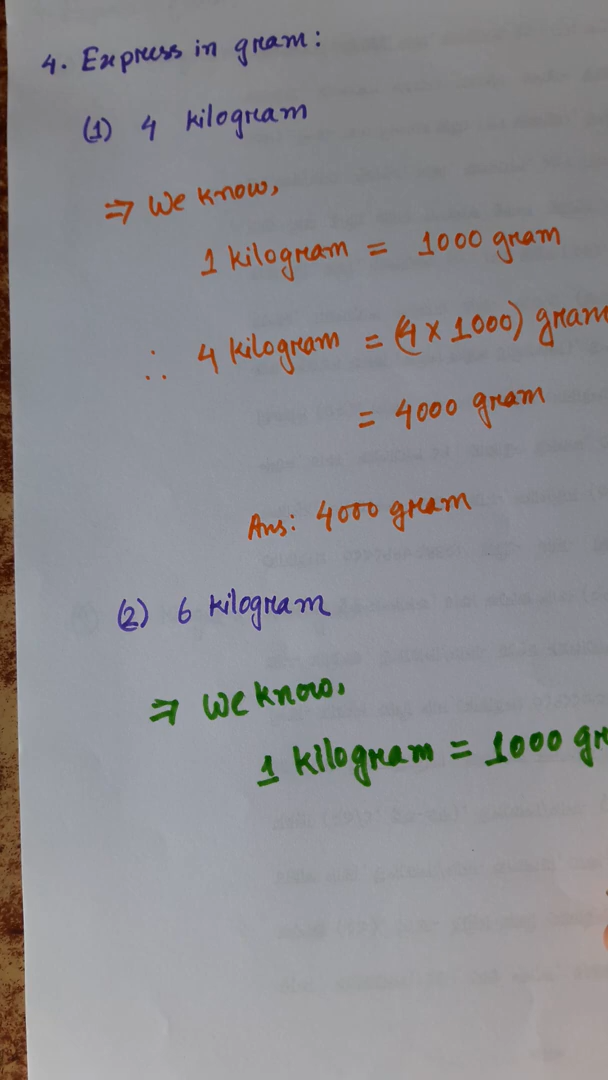 4. Express in gram:
(1) 4 kilogram
⇒ We know,
1 kilogram = 1000 gram
∴ 4 kilogram = (4 × 1000) gram
= 4000 gram
Ans: 4000 gram
(2) 6 kilogram
⇒ We know,
1 kilogram = 1000 gr